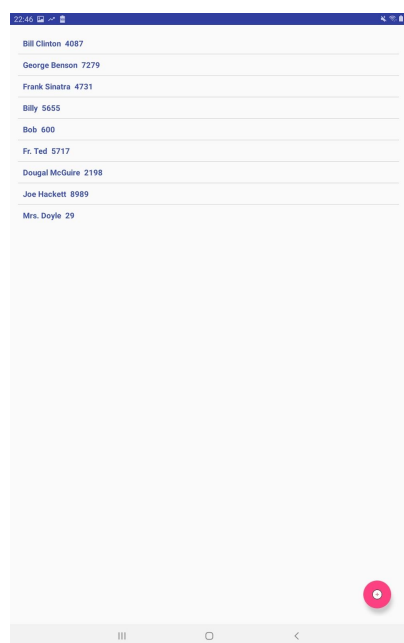 22:46
Bill Clinton 4087
George Benson 7279
Frank Sinatra 4731
Billy 5655
Bob 600
Fr. Ted 5717
Dougal McGuire 2198
Joe Hackett 8989
Mrs. Doyle 29